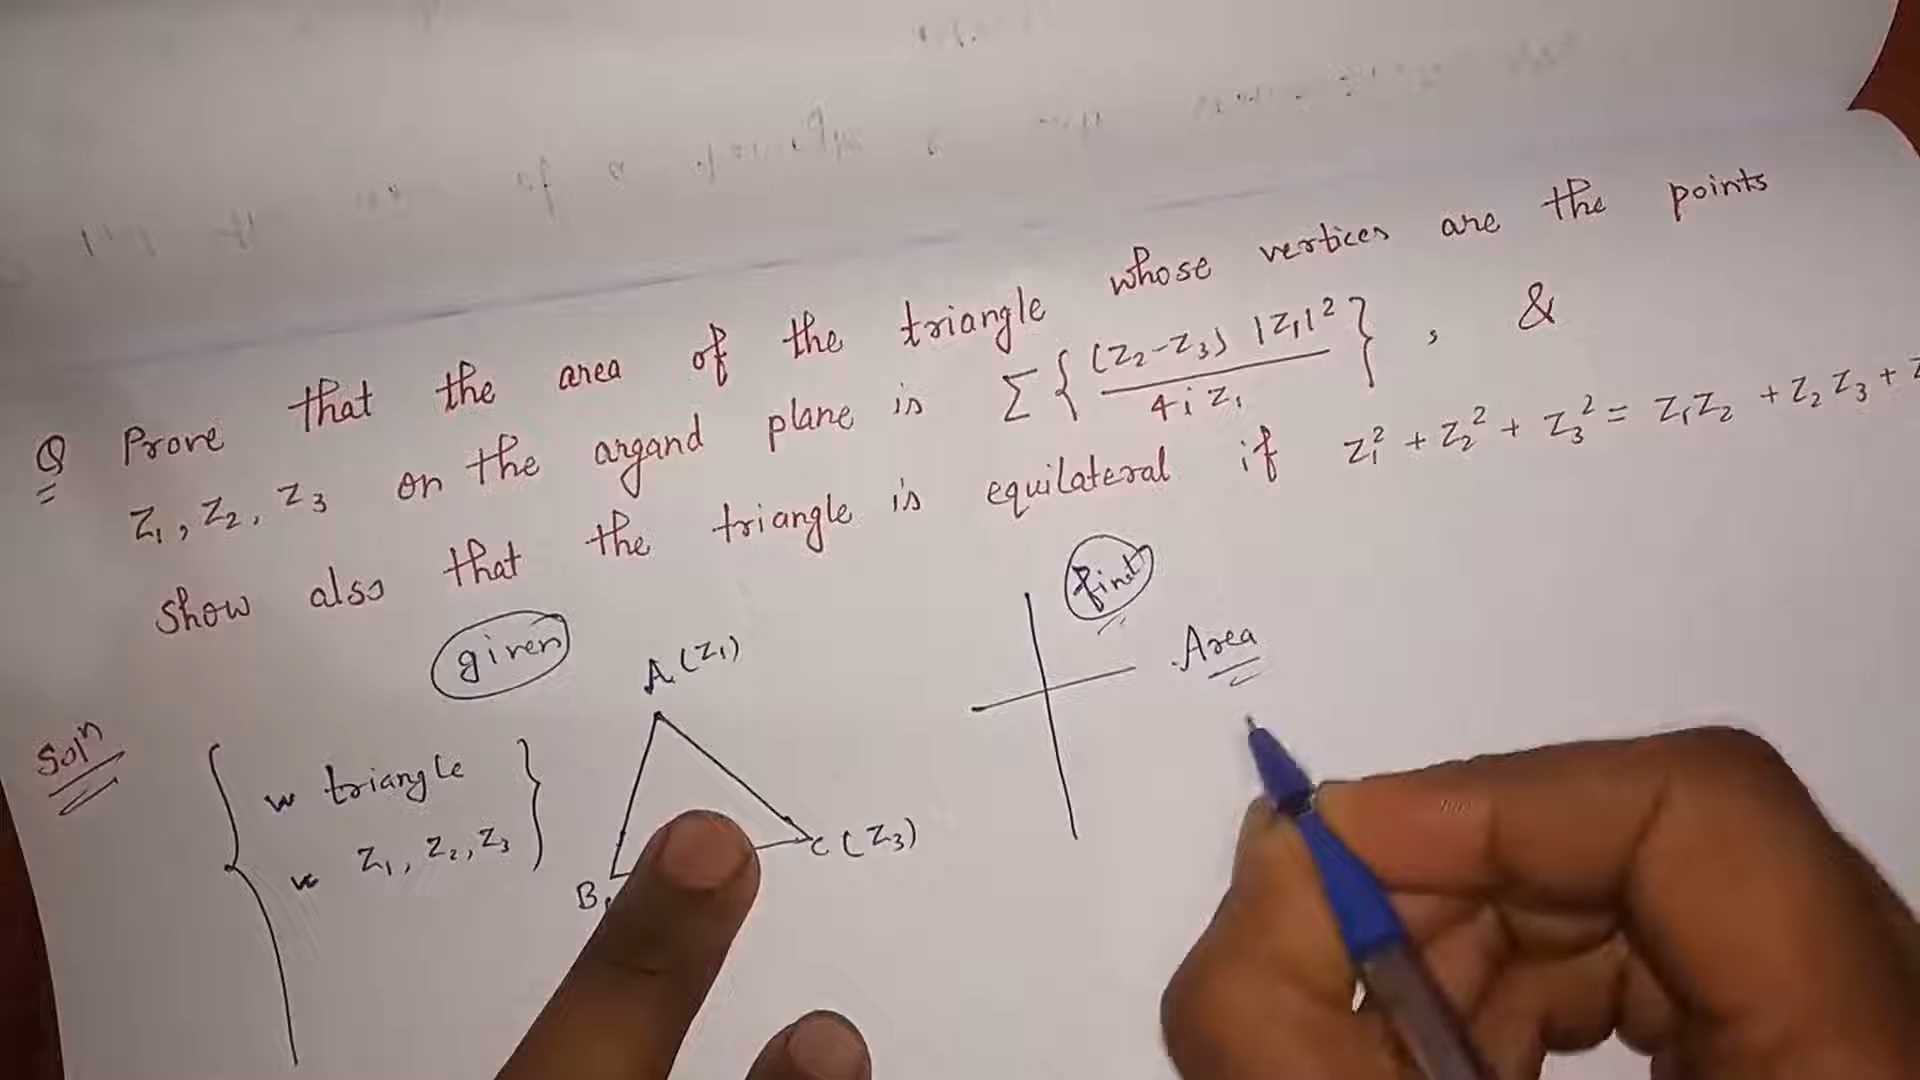 Q Prove that the area of the triangle whose vertices are the points
Z₁, Z₂, Z₃ on the argand plane is Σ { (Z₂-Z₃) |Z₁|² / 4i Z₁ } , &
Show also that the triangle is equilateral if Z₁² + Z₂² + Z₃² = Z₁Z₂ + Z₂Z₃ +
given
find
Solⁿ
w triangle
Z₁, Z₂, Z₃
A (Z₁)
B
C (Z₃)
Area